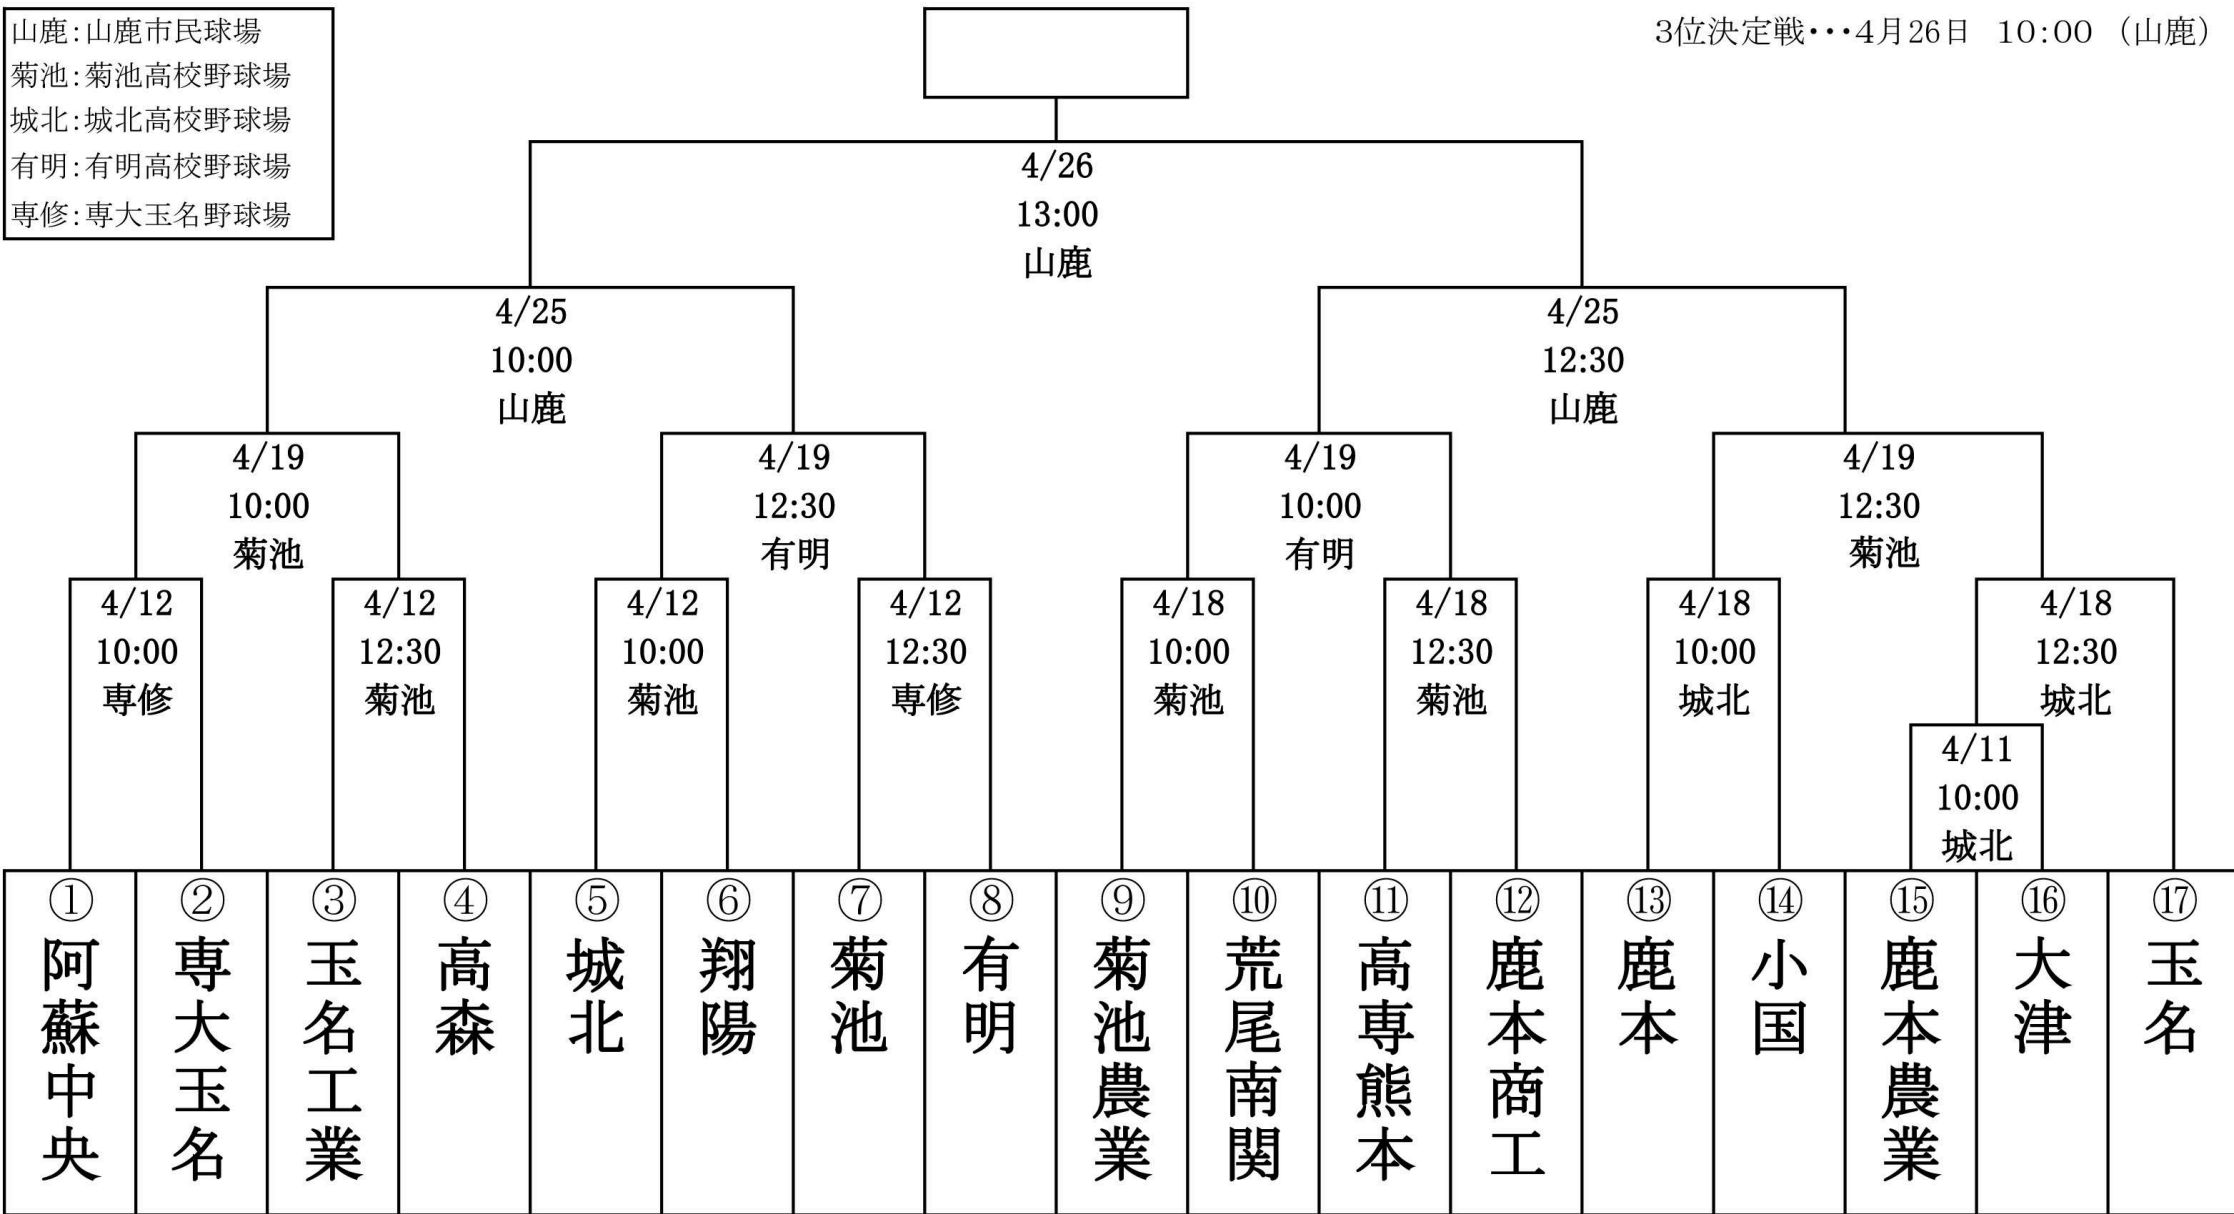 山鹿：山鹿市民球場
菊池：菊池高校野球場
城北：城北高校野球場
有明：有明高校野球場
専修：専大玉名野球場
3位決定戦・・・4月26日　10：00　（山鹿）
4/26
13:00
山鹿
4/25
10:00
山鹿
4/25
12:30
山鹿
4/19
10:00
菊池
4/19
12:30
有明
4/19
10:00
有明
4/19
12:30
菊池
4/12
10:00
専修
4/12
12:30
菊池
4/12
10:00
菊池
4/12
12:30
専修
4/18
10:00
菊池
4/18
12:30
菊池
4/18
10:00
城北
4/18
12:30
城北
4/11
10:00
城北
①
阿蘇中央
②
専大玉名
③
玉名工業
④
高森
⑤
城北
⑥
翔陽
⑦
菊池
⑧
有明
⑨
菊池農業
⑩
荒尾南関
⑪
高専熊本
⑫
鹿本商工
⑬
鹿本
⑭
小国
⑮
鹿本農業
⑯
大津
⑰
玉名